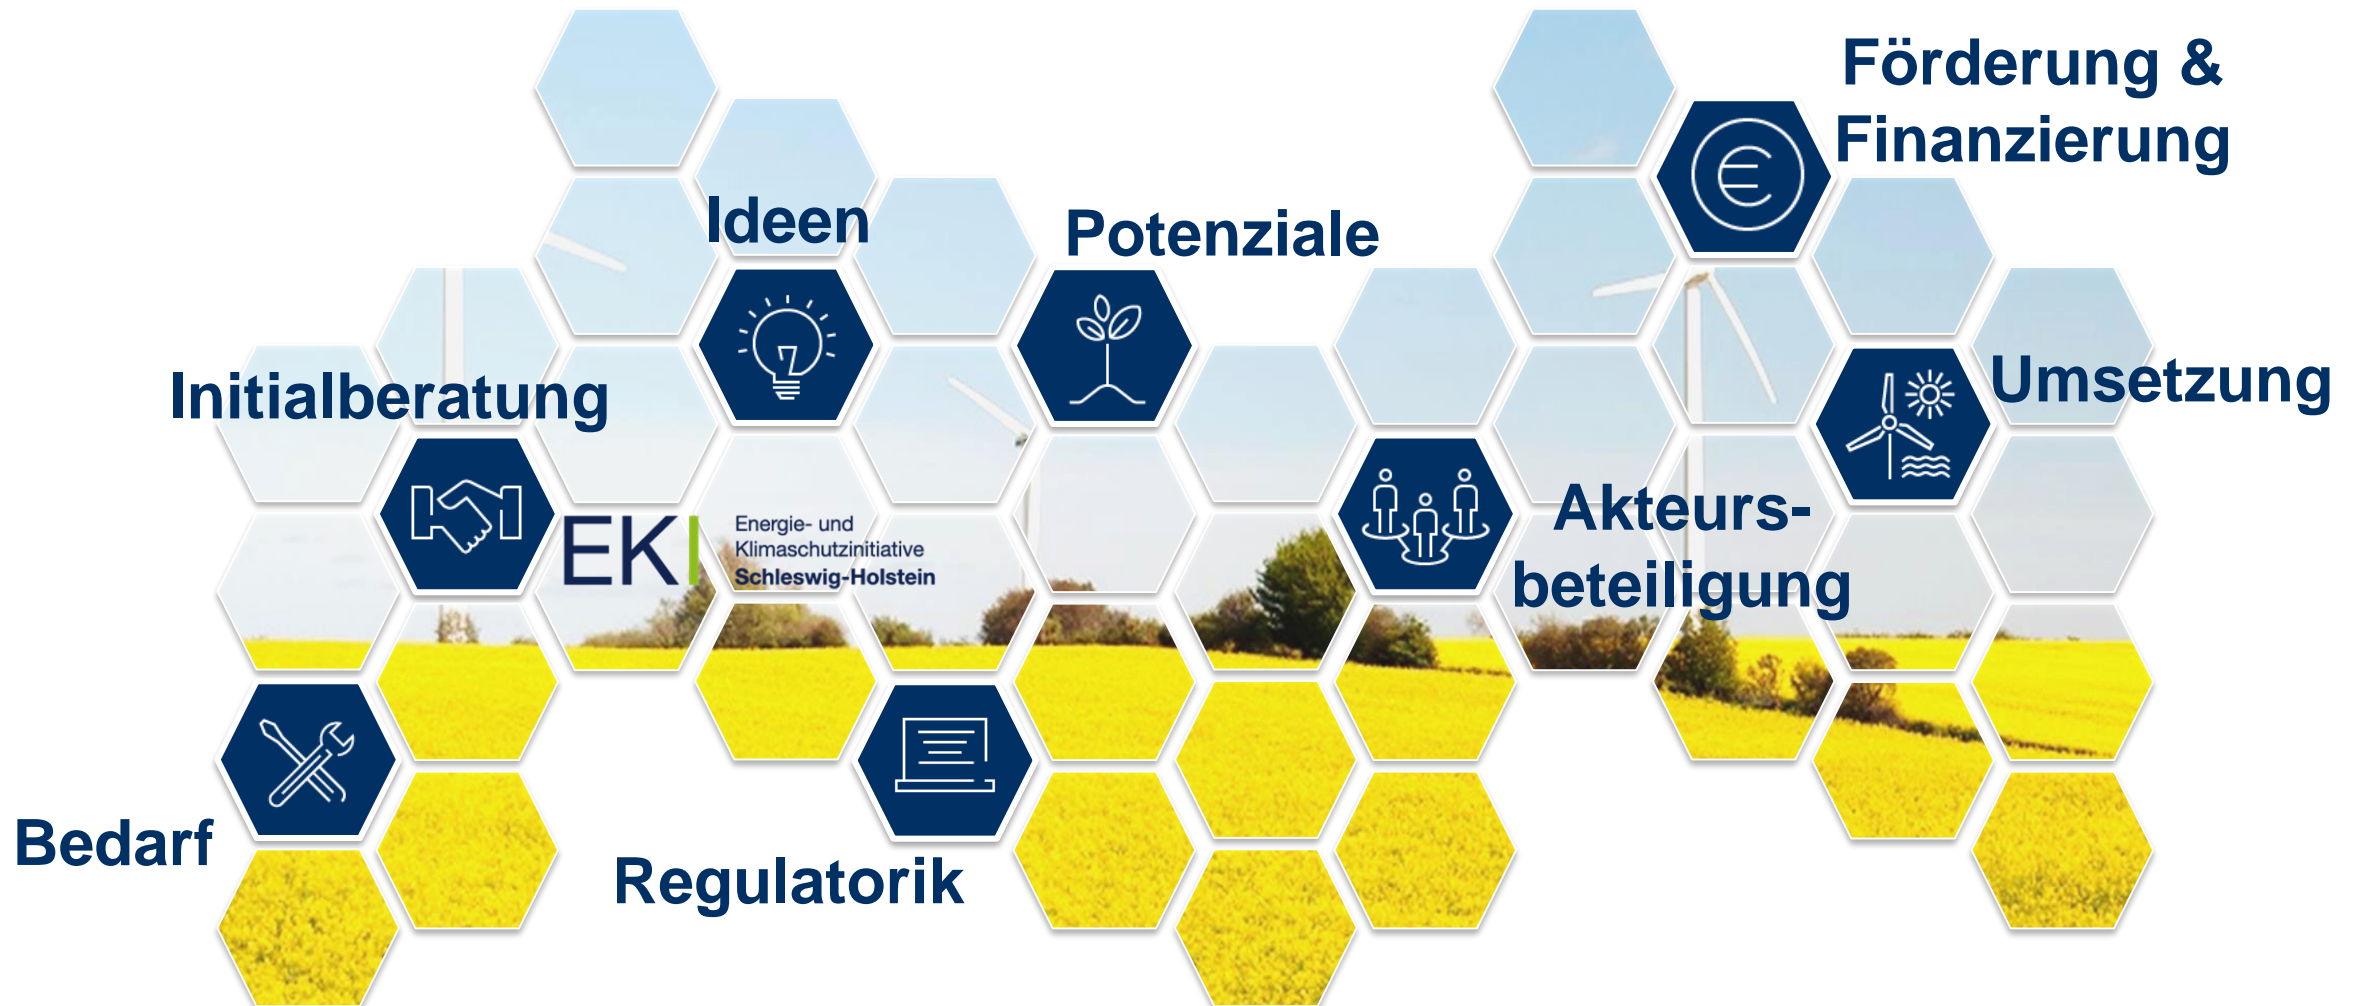 Förderung &
Finanzierung
Ideen
Potenziale
Initialberatung
Umsetzung
EKI
Energie- und
Klimaschutzinitiative
Schleswig-Holstein
Akteurs-
beteiligung
Bedarf
Regulatorik
€